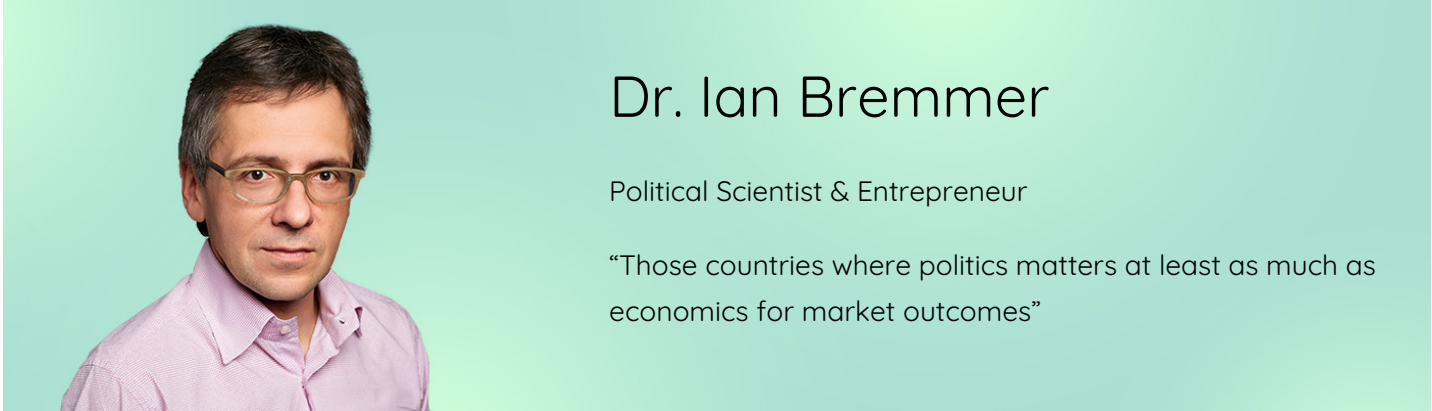 Dr. Ian Bremmer
Political Scientist & Entrepreneur
“Those countries where politics matters at least as much as
economics for market outcomes”